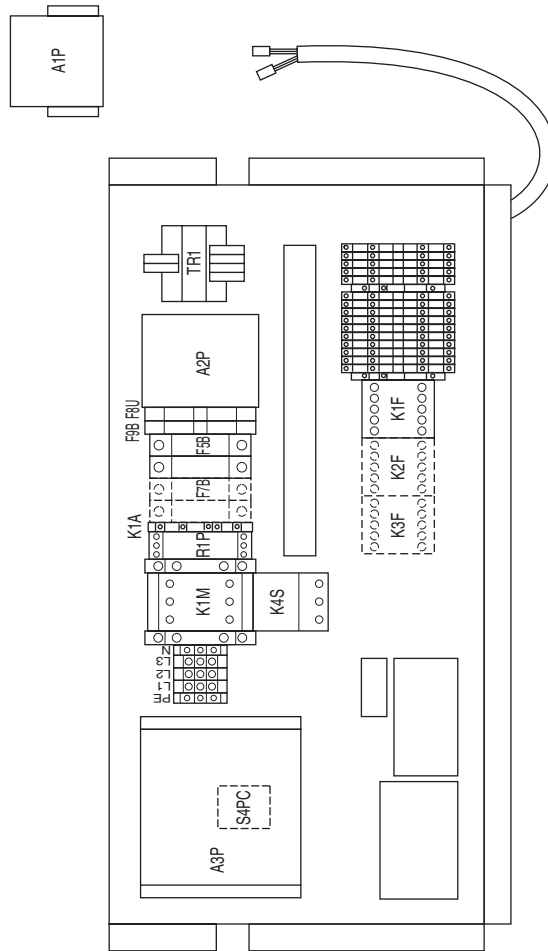 A1P
TR1
A2P
F9B
F8U
F5B
F7B
K1A
R1P
K1M
K4S
N
L3
L2
L1
PE
A3P
S4PC
K1F
K2F
K3F